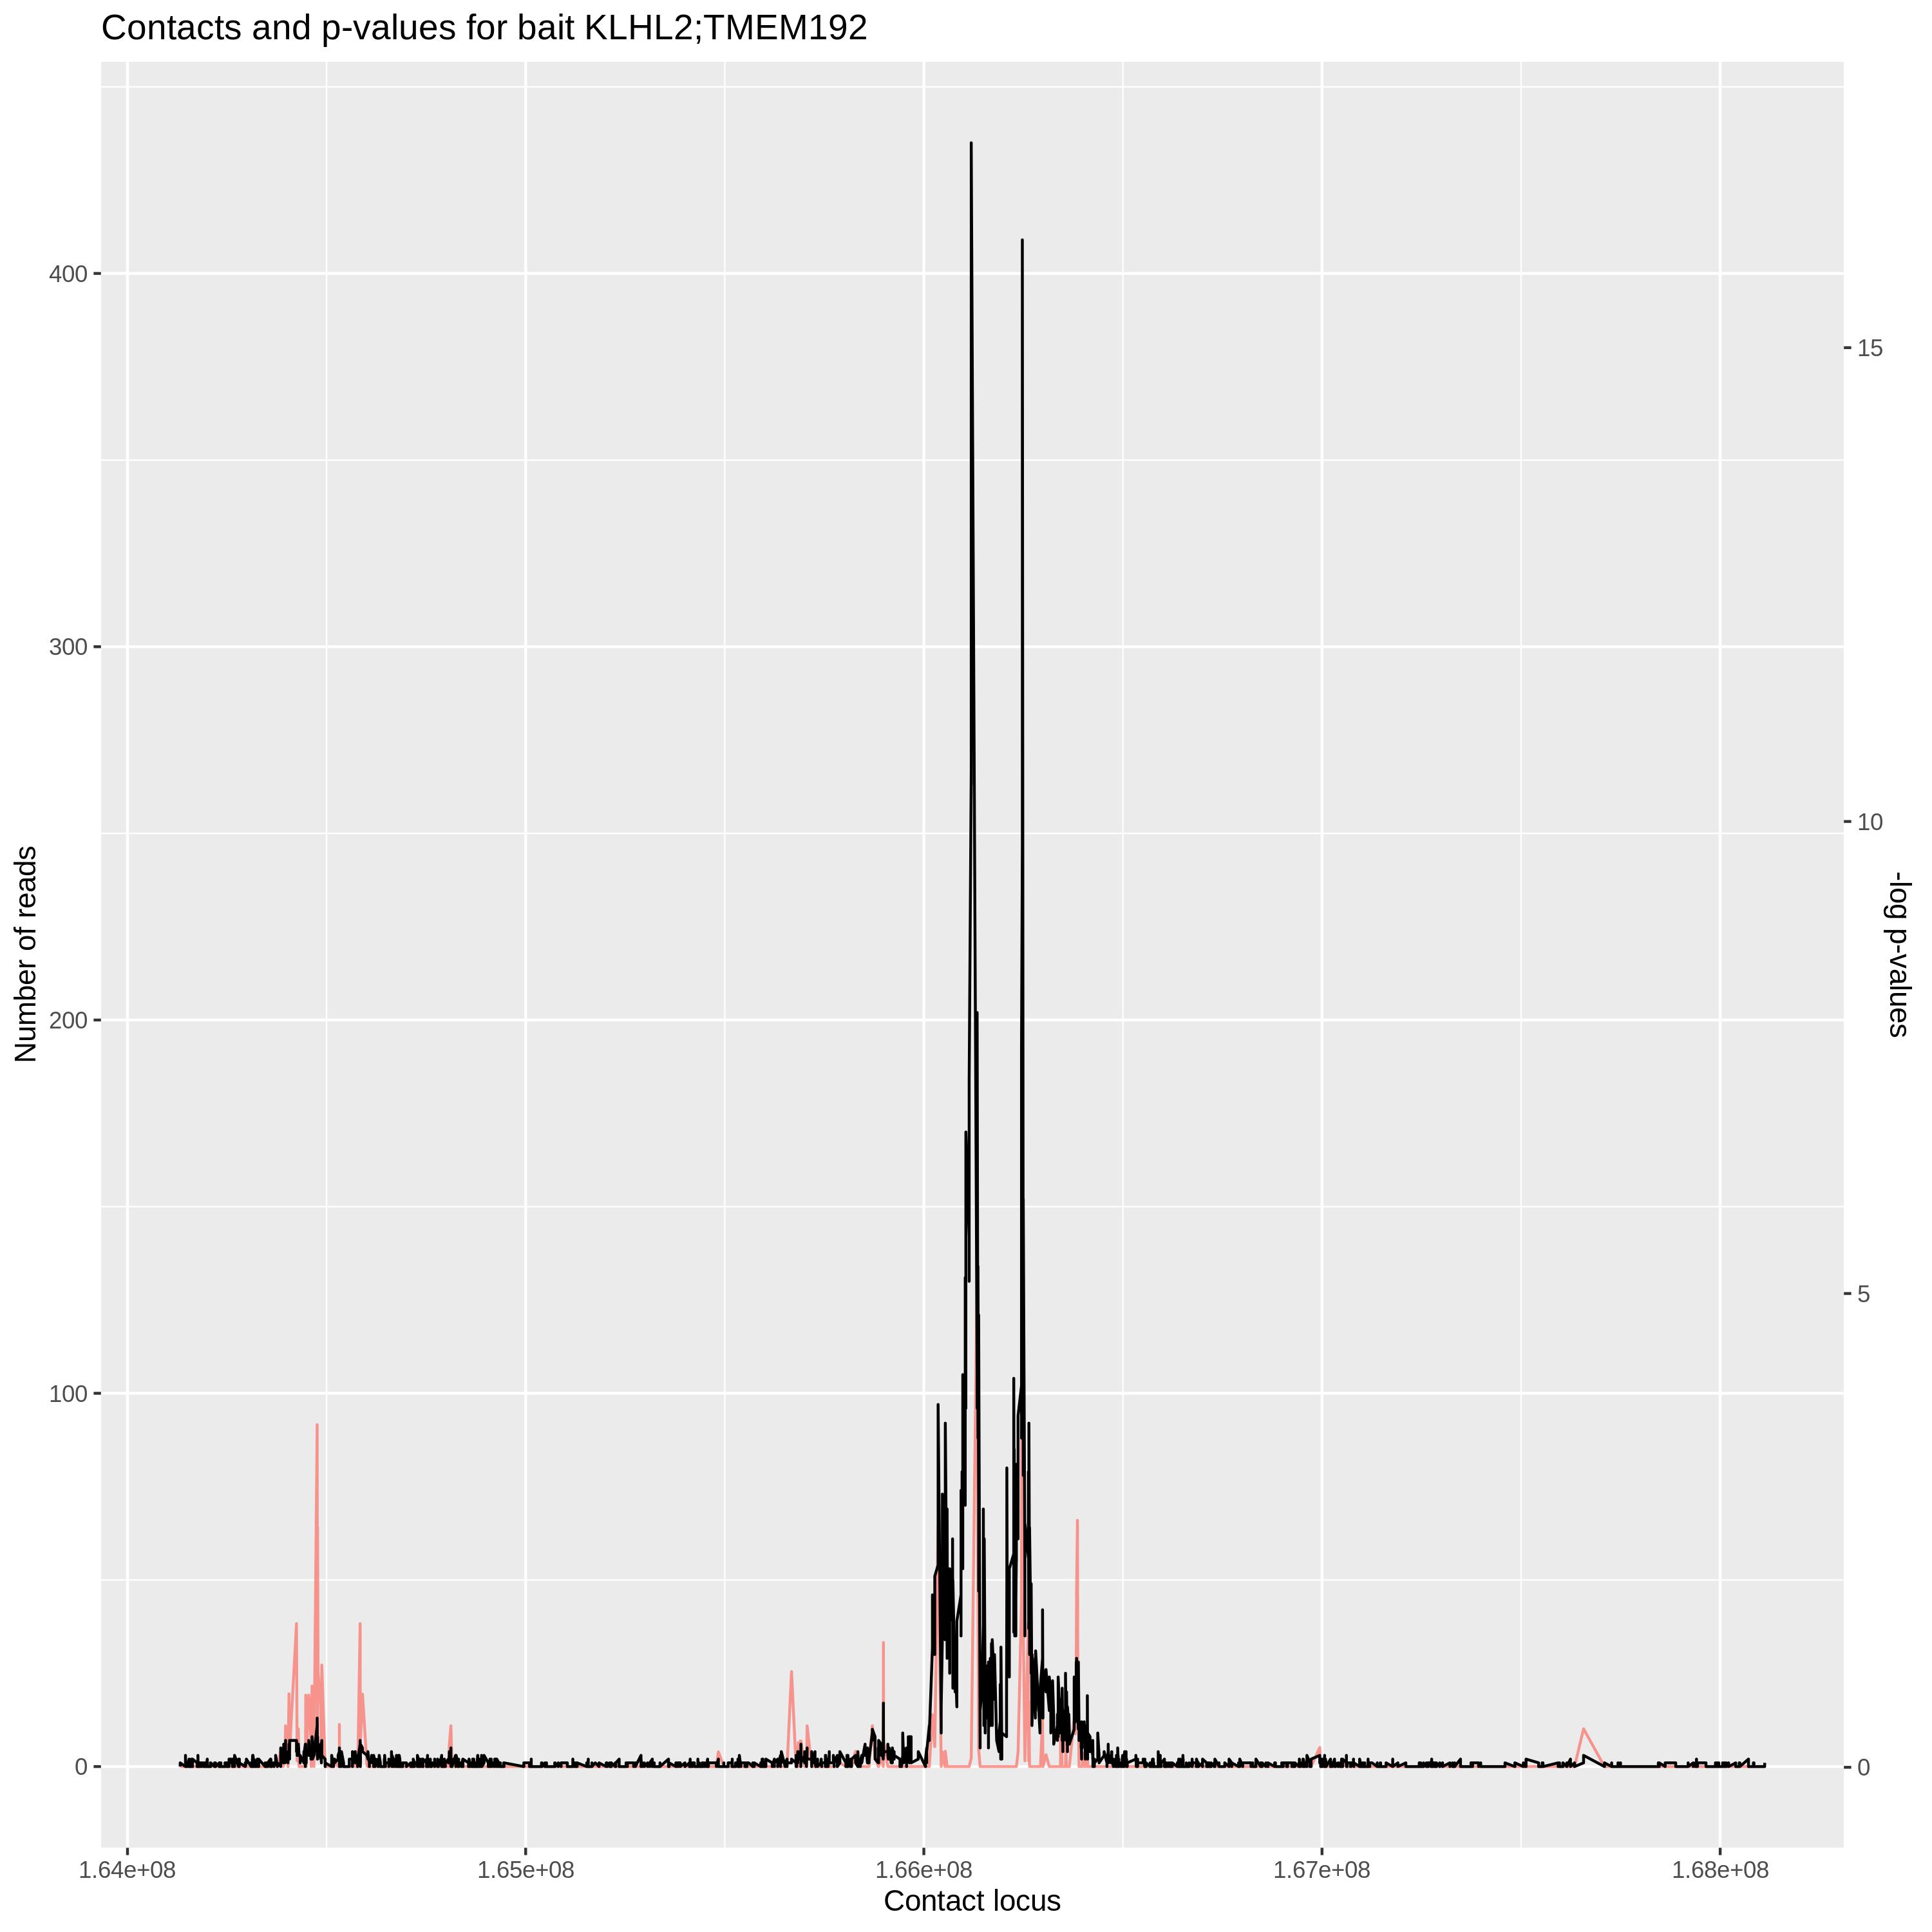 Contacts and p-values for bait KLHL2;TMEM192
Number of reads
400
300
200
100
0
15
10
5
0
-log p-values
1.64e+08
1.65e+08
1.66e+08
1.67e+08
1.68e+08
Contact locus